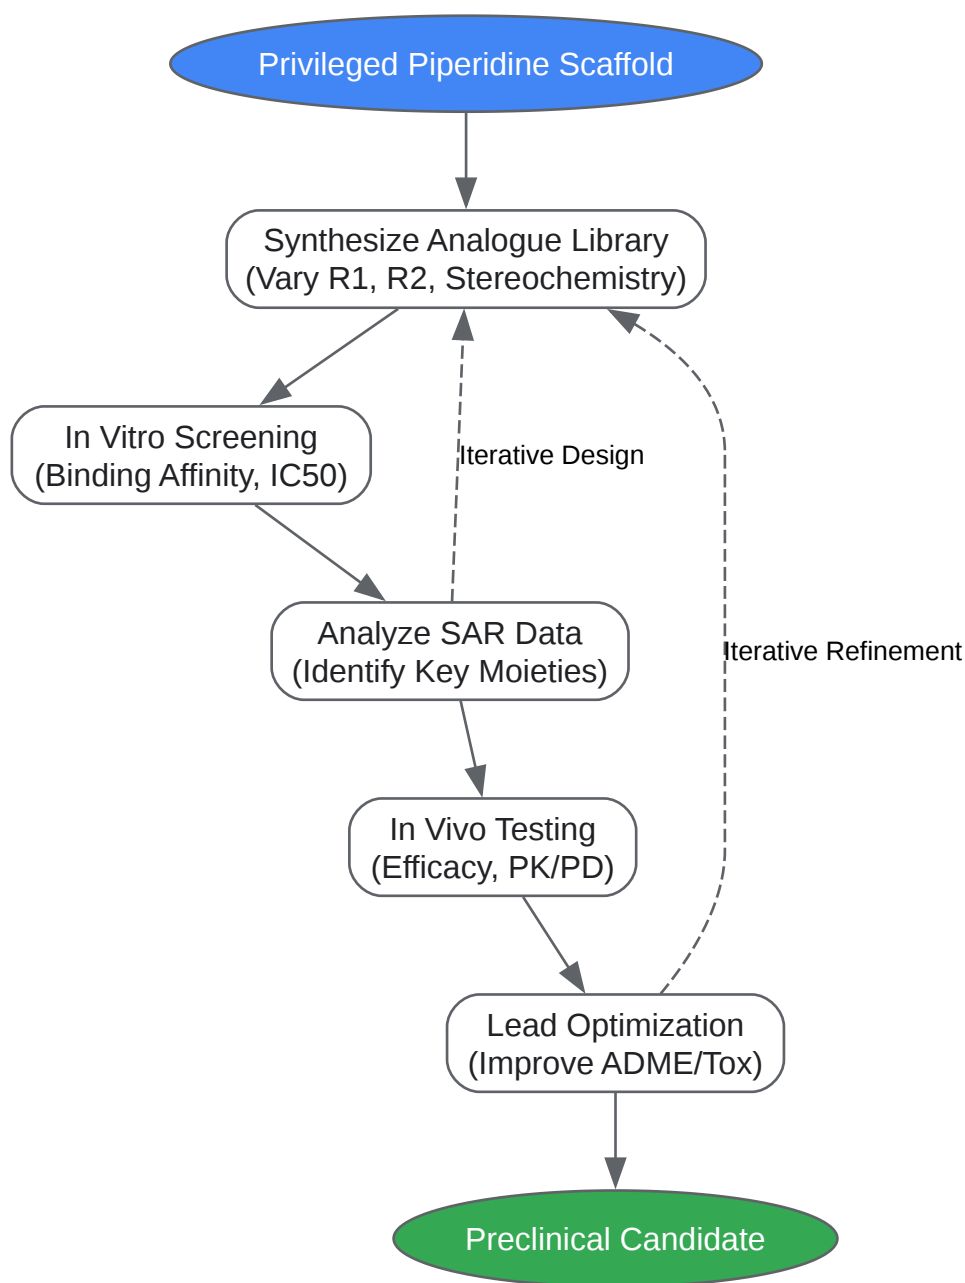 Privileged Piperidine Scaffold
Synthesize Analogue Library
(Vary R1, R2, Stereochemistry)
In Vitro Screening
(Binding Affinity, IC50)
Iterative Design
Analyze SAR Data
(Identify Key Moieties)
Iterative Refinement
In Vivo Testing
(Efficacy, PK/PD)
Lead Optimization
(Improve ADME/Tox)
Preclinical Candidate